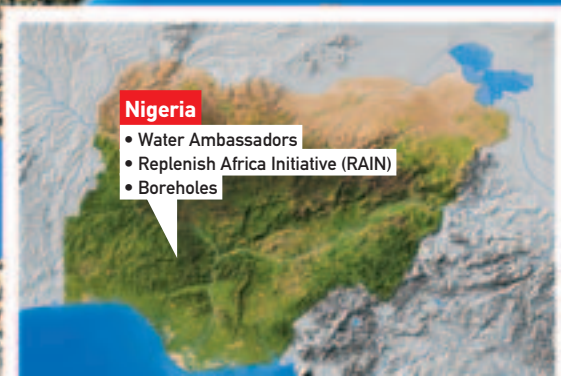 Nigeria
• Water Ambassadors
• Replenish Africa Initiative (RAIN)
• Boreholes